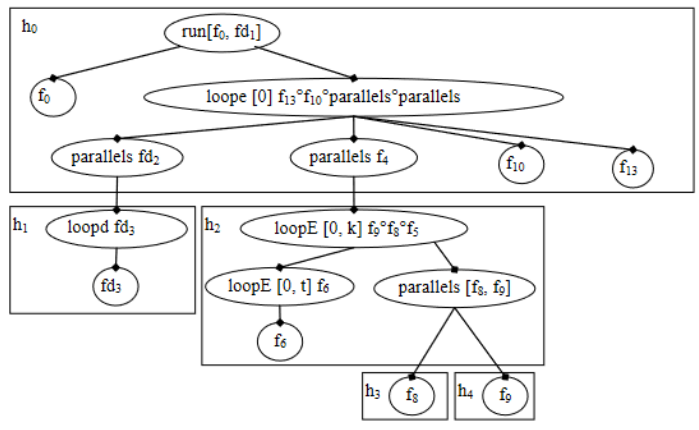 h₀
run[f₀, fd₁]
f₀
loope [0] f₁₃°f₁₀°parallels°parallels
parallels fd₂
parallels f₄
f₁₀
f₁₃
h₁
loopd fd₃
fd₃
h₂
loopE [0, k] f₉°f₈°f₅
loopE [0, t] f₆
parallels [f₈, f₉]
f₆
h₃
f₈
h₄
f₉